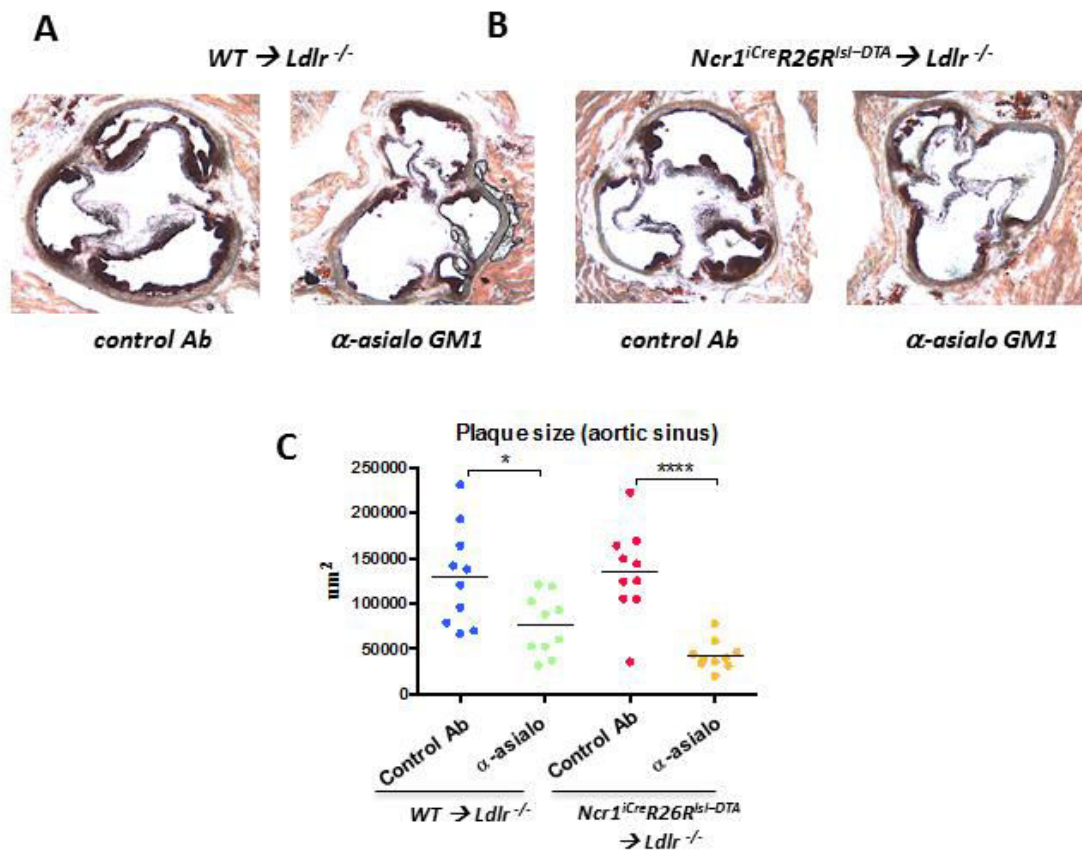 A
WT → Ldlr -/-
B
Ncr1iCreR26Rlsl–DTA → Ldlr -/-
control Ab
α-asialo GM1
control Ab
α-asialo GM1
C
Plaque size (aortic sinus)
*
****
250000
200000
150000
100000
50000
0
um2
Control Ab
α-asialo
Control Ab
α-asialo
WT → Ldlr -/-
Ncr1iCreR26Rlsl–DTA
→ Ldlr -/-